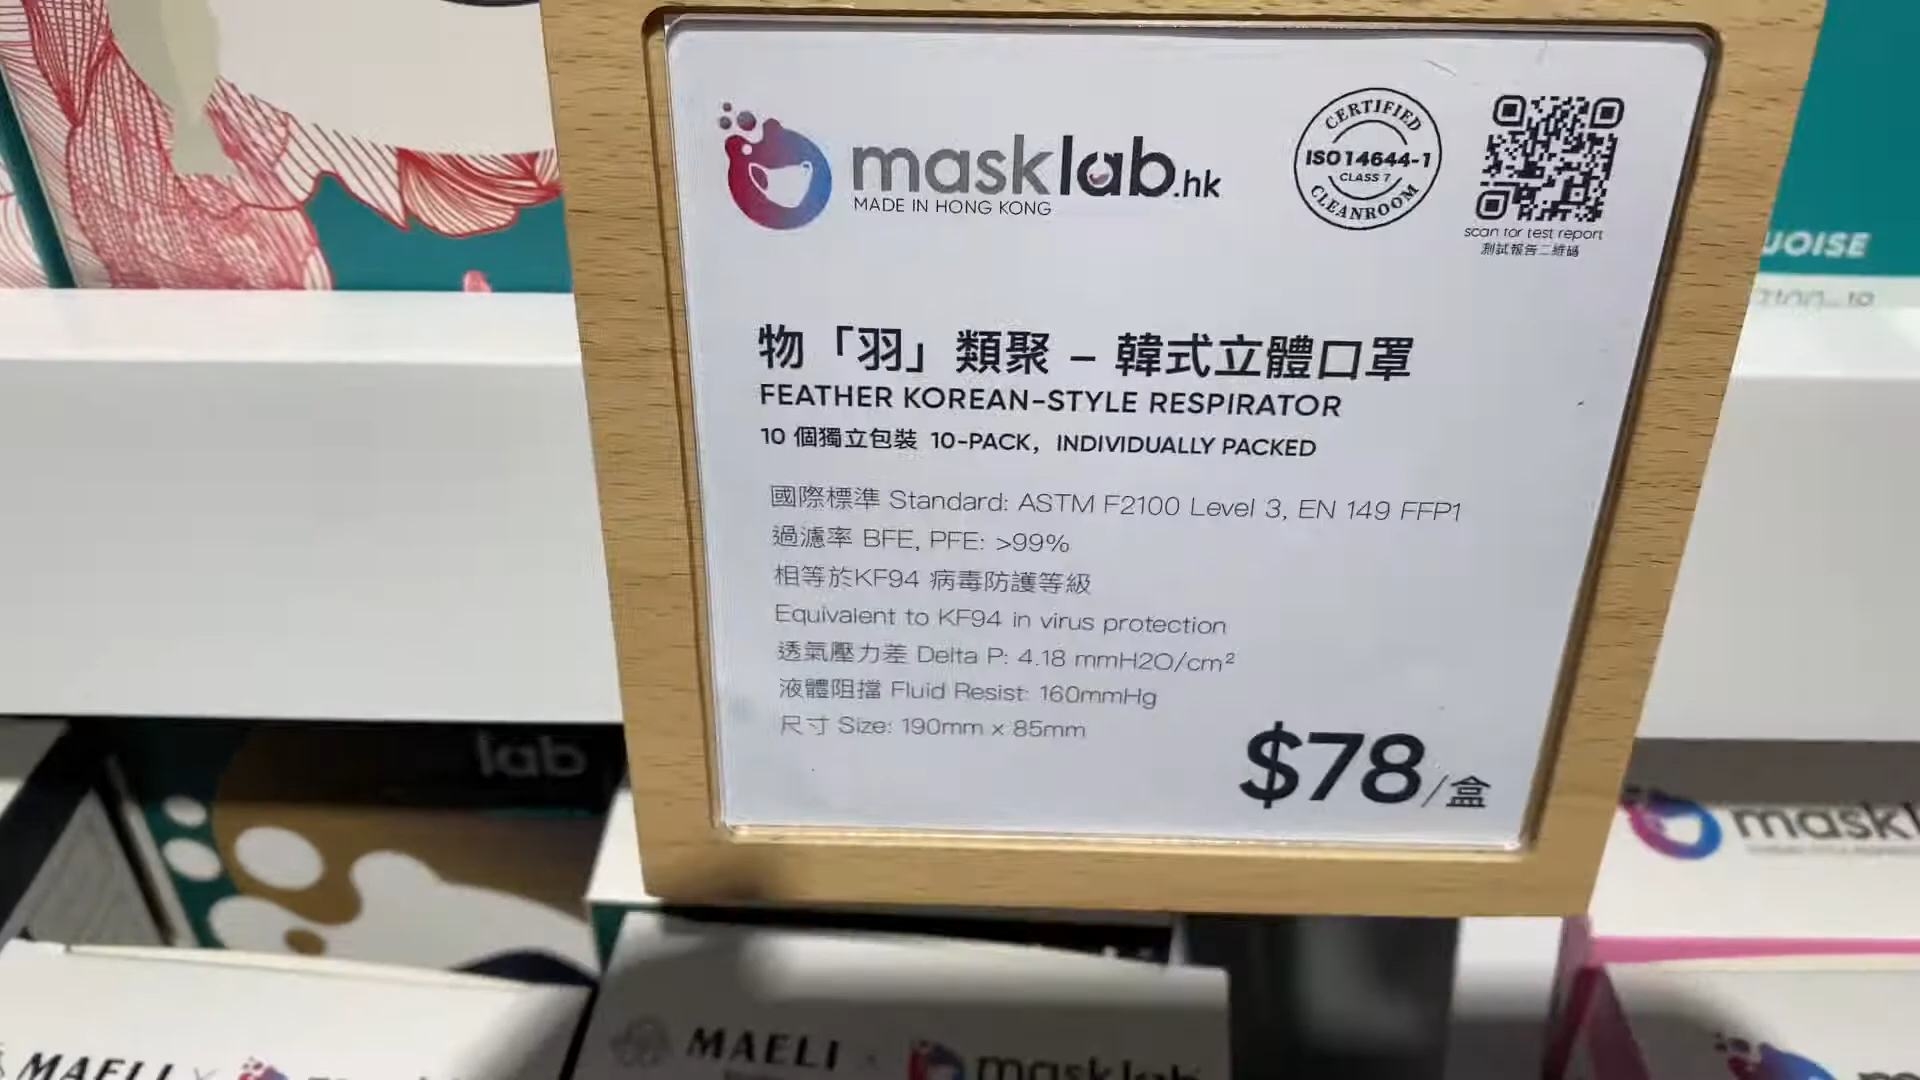 masklab.hk
MADE IN HONG KONG
CERTIFIED
ISO14644-1
CLASS 7
CLEANROOM
scan for test report
測試報告二維碼
物「羽」類聚 – 韓式立體口罩
FEATHER KOREAN-STYLE RESPIRATOR
10 個獨立包裝 10-PACK, INDIVIDUALLY PACKED
國際標準 Standard: ASTM F2100 Level 3, EN 149 FFP1
過濾率 BFE, PFE: >99%
相等於KF94 病毒防護等級
Equivalent to KF94 in virus protection
透氣壓力差 Delta P: 4.18 mmH2O/cm²
液體阻擋 Fluid Resist: 160mmHg
尺寸 Size: 190mm x 85mm
$78/盒
UOISE
lab
maskl
MAELI x
MAELI x masklab